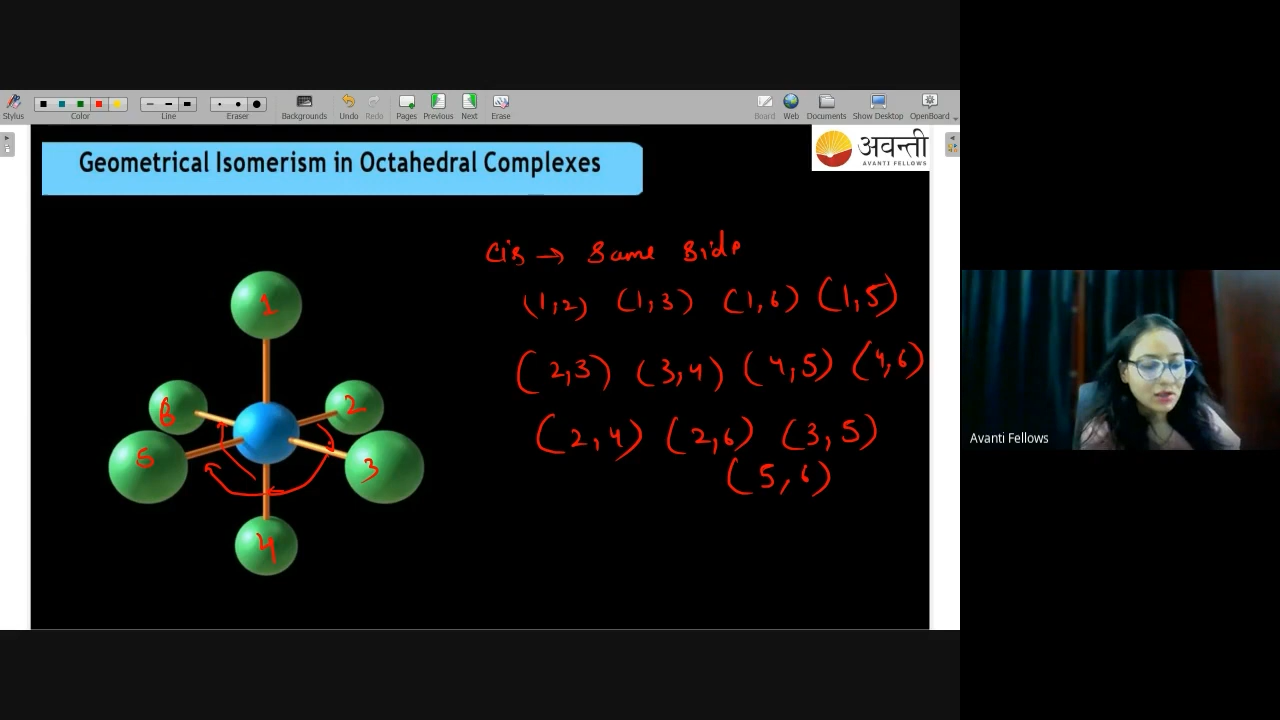 Stylus Color Line Eraser Backgrounds Undo Redo Pages Previous Next Erase Board Web Documents Show Desktop OpenBoard
Geometrical Isomerism in Octahedral Complexes
अवन्ती
AVANTI FELLOWS
Cis → Same Side
(1,2) (1,3) (1,6) (1,5)
(2,3) (3,4) (4,5) (4,6)
(2,4) (2,6) (3,5)
(5,6)
1
6 2
5 3
4
Avanti Fellows